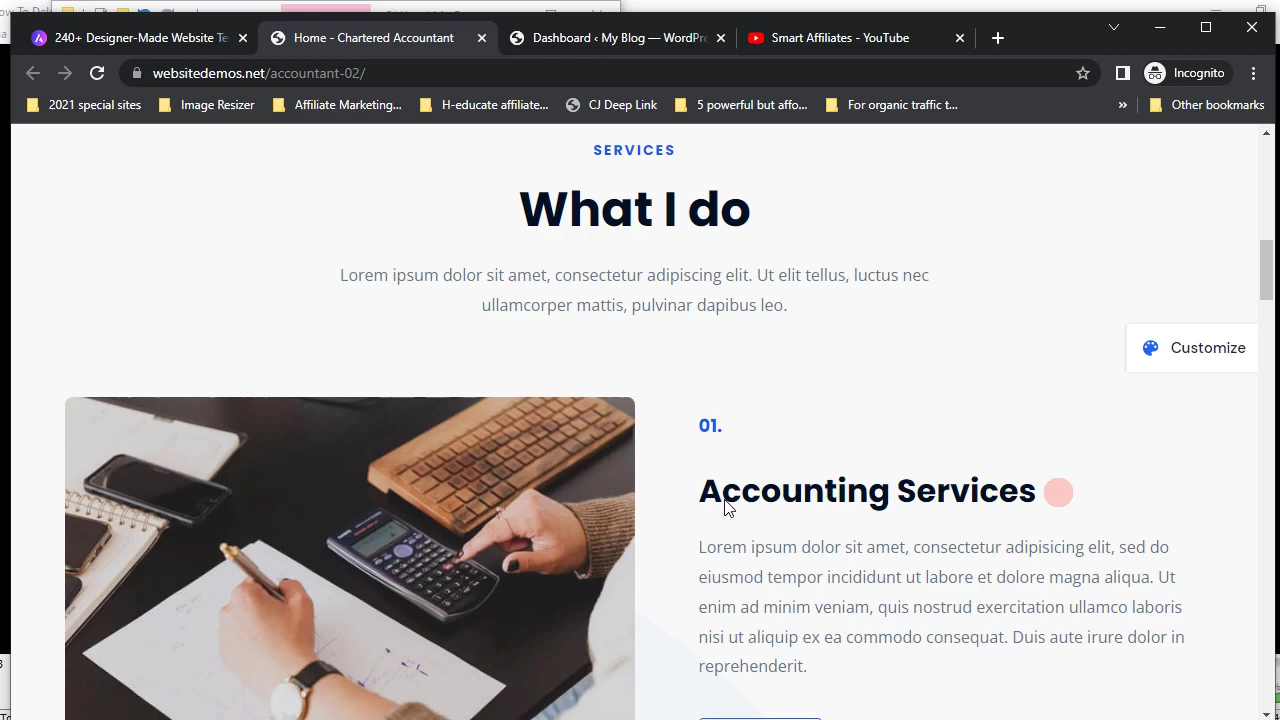 240+ Designer-Made Website Te
Home - Chartered Accountant
Dashboard ‹ My Blog — WordPr
Smart Affiliates - YouTube
websitedemos.net/accountant-02/
Incognito
2021 special sites
Image Resizer
Affiliate Marketing...
H-educate affiliate...
CJ Deep Link
5 powerful but affo...
For organic traffic t...
»
Other bookmarks
SERVICES
What I do
Lorem ipsum dolor sit amet, consectetur adipiscing elit. Ut elit tellus, luctus nec
ullamcorper mattis, pulvinar dapibus leo.
Customize
01.
Accounting Services
Lorem ipsum dolor sit amet, consectetur adipisicing elit, sed do
eiusmod tempor incididunt ut labore et dolore magna aliqua. Ut
enim ad minim veniam, quis nostrud exercitation ullamco laboris
nisi ut aliquip ex ea commodo consequat. Duis aute irure dolor in
reprehenderit.